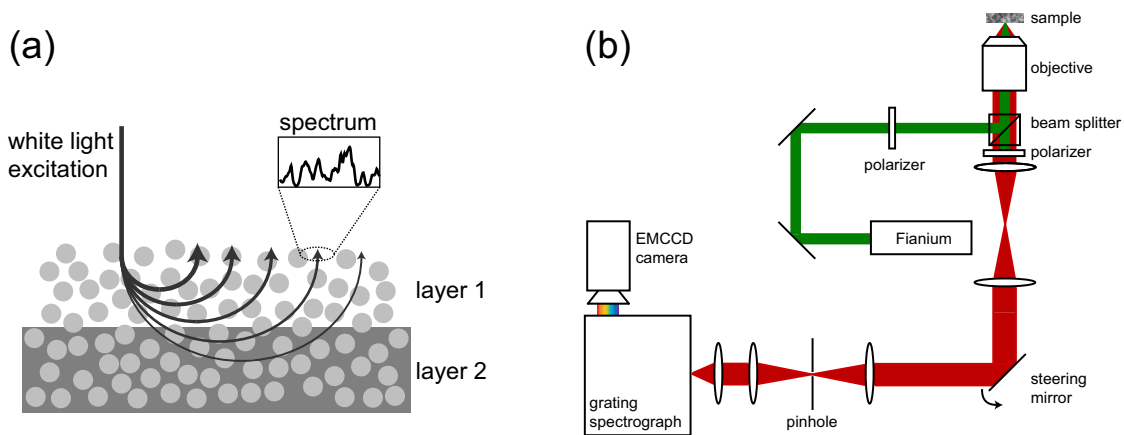 (a)
white light
excitation
spectrum
layer 1
layer 2
(b)
sample
objective
beam splitter
polarizer
polarizer
Fianium
EMCCD
camera
grating
spectrograph
pinhole
steering
mirror